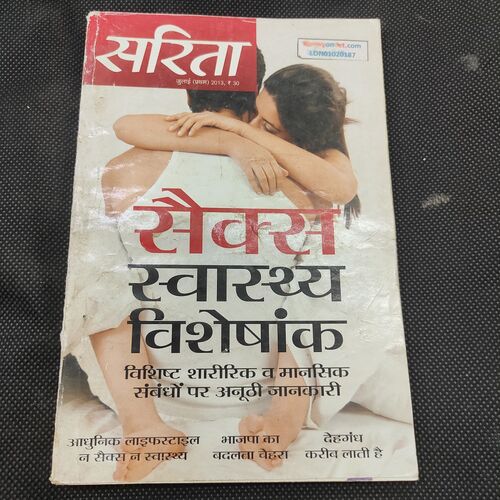 सरिता
जुलाई (प्रथम) 2013, ₹ 30
LDN01020187
सैक्स
स्वास्थ्य
विशेषांक
विशिष्ट शारीरिक व मानसिक
संबंधों पर अनूठी जानकारी
आधुनिक लाइफस्टाइल
न सैक्स न स्वास्थ्य
भाजपा का
बदलता चेहरा
देहगंध
करीब लाती है